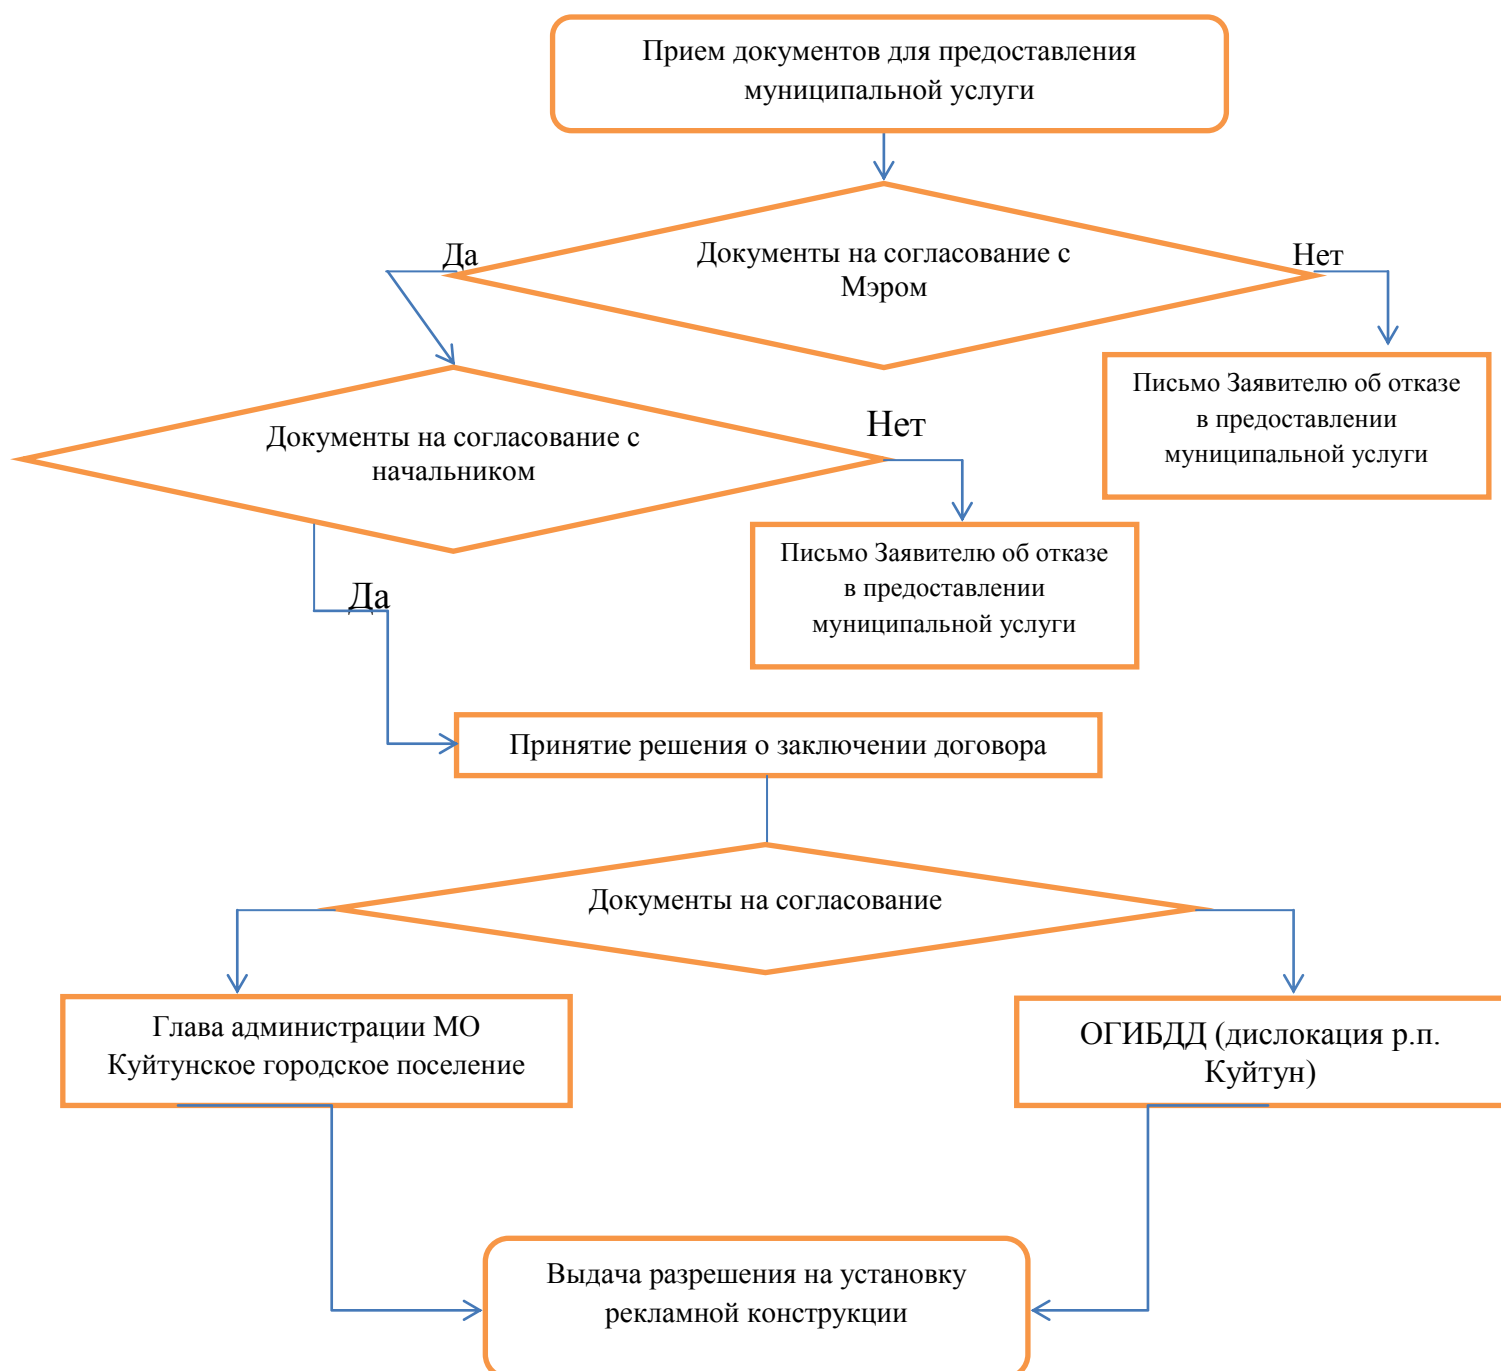 Прием документов для предоставления
муниципальной услуги
Да
Документы на согласование с
Мэром
Нет
Письмо Заявителю об отказе
в предоставлении
муниципальной услуги
Документы на согласование с
начальником
Нет
Письмо Заявителю об отказе
в предоставлении
муниципальной услуги
Да
Принятие решения о заключении договора
Документы на согласование
Глава администрации МО
Куйтунское городское поселение
ОГИБДД (дислокация р.п.
Куйтун)
Выдача разрешения на установку
рекламной конструкции